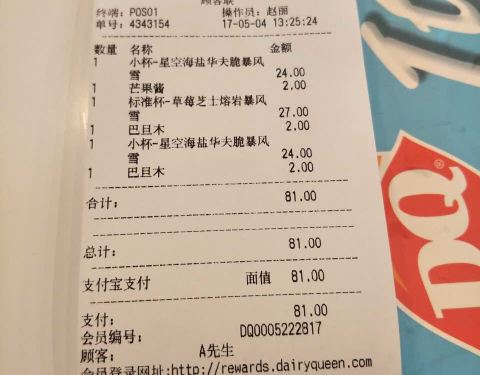 顾客联
终端：POS01 操作员：赵丽
单号：4343154 17-05-04 13:25:24
数量 名称 金额
1 小杯-星空海盐华夫脆暴风
雪 24.00
1 芒果酱 2.00
1 标准杯-草莓芝士熔岩暴风
雪 27.00
1 巴旦木 2.00
1 小杯-星空海盐华夫脆暴风
雪 24.00
1 巴旦木 2.00
合计： 81.00
总计： 81.00
支付宝支付 面值 81.00
支付： 81.00
会员编号： DQ0005222817
顾客： A先生
会员登录网址:http://rewards.dairyqueen.com
DQ
®